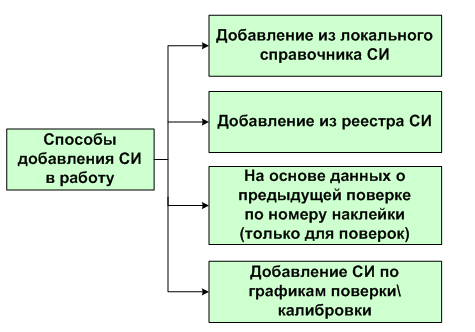 Способы
добавления СИ
в работу
Добавление из локального
справочника СИ
Добавление из реестра СИ
На основе данных о
предыдущей поверке
по номеру наклейки
(только для поверок)
Добавление СИ по
графикам поверки\
калибровки